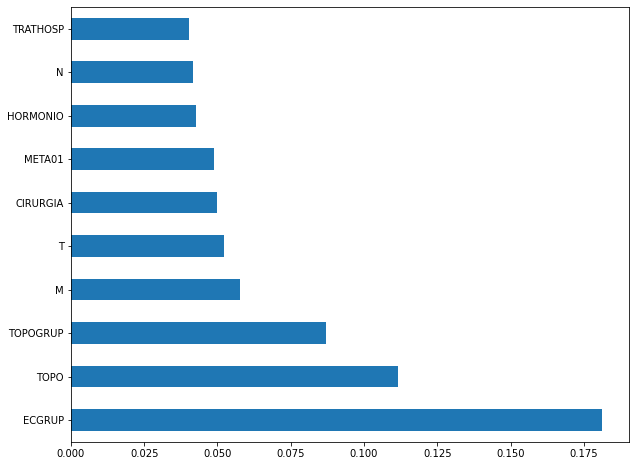 TRATHOSP
N
HORMONIO
META01
CIRURGIA
T
M
TOPOGRUP
TOPO
ECGRUP
0.000 0.025 0.050 0.075 0.100 0.125 0.150 0.175